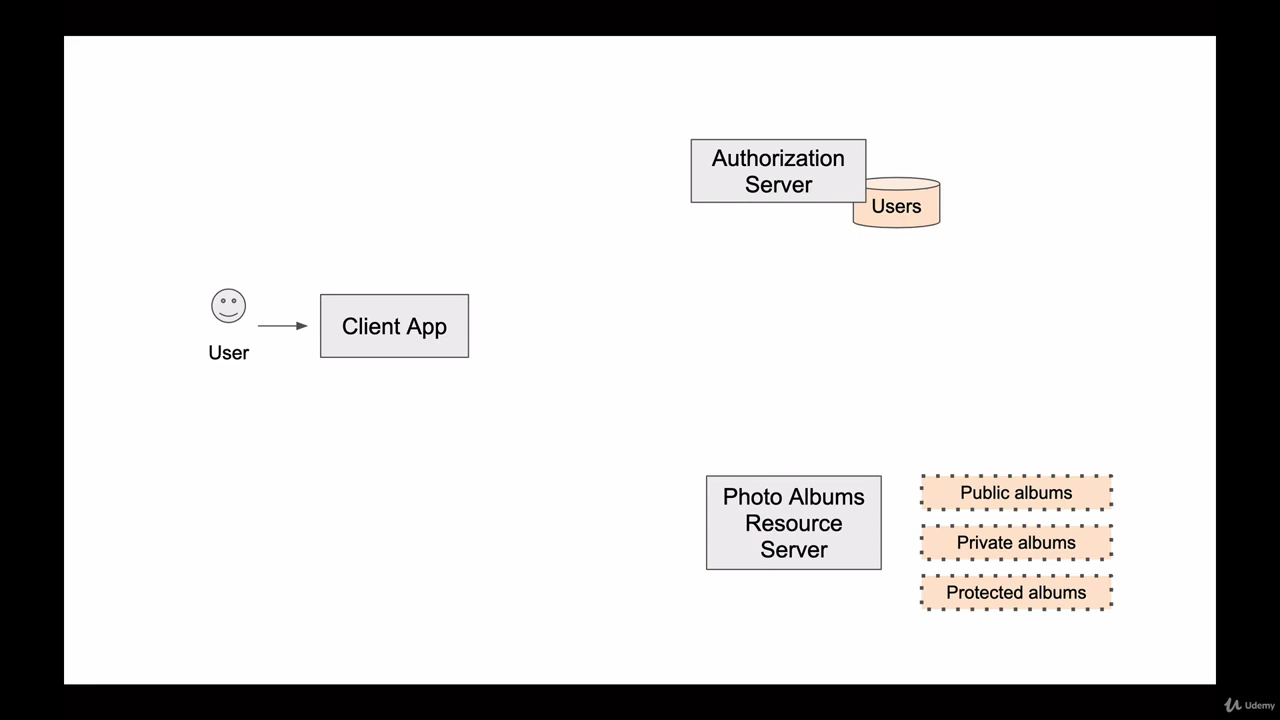 Authorization
Server
Users
User
Client App
Photo Albums
Resource
Server
Public albums
Private albums
Protected albums
Udemy